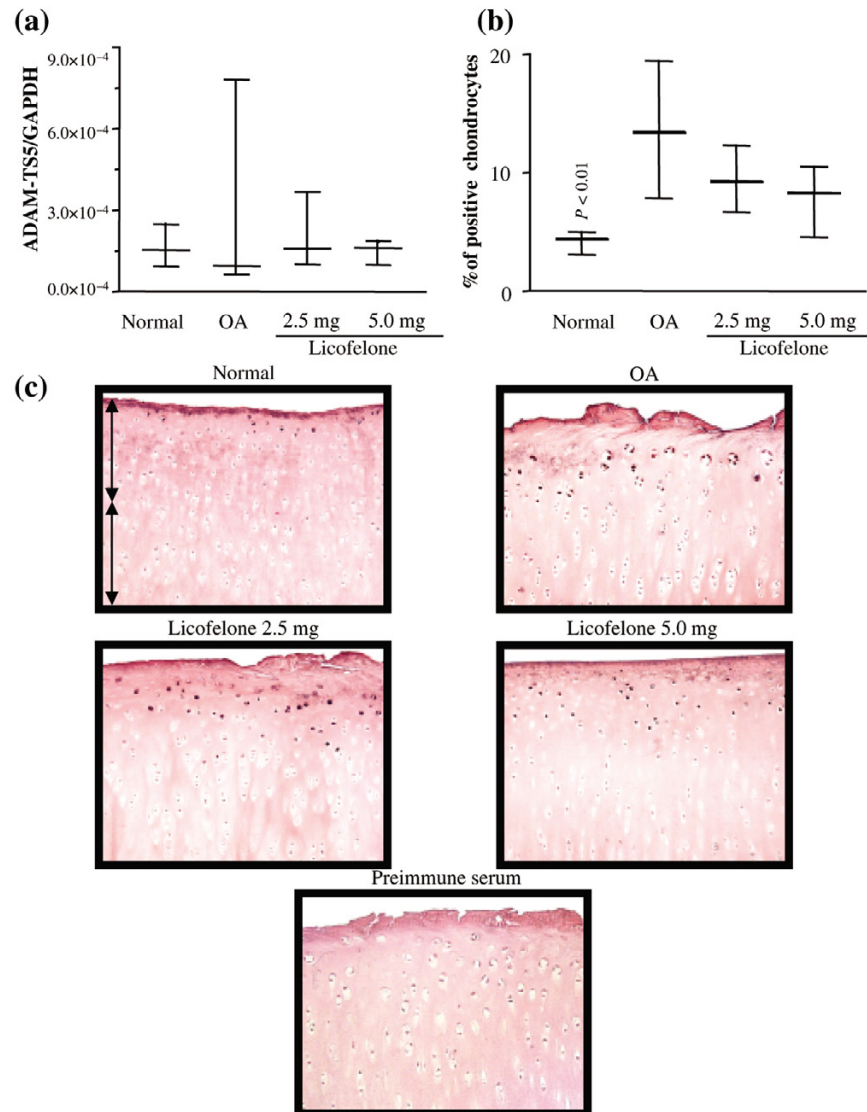 (a)
ADAM-TS5/GAPDH
9.0×10⁻⁴
6.0×10⁻⁴
3.0×10⁻⁴
0.0×10⁻⁴
Normal OA 2.5 mg 5.0 mg
Licofelone
(b)
% of positive chondrocytes
20
10
0
P < 0.01
Normal OA 2.5 mg 5.0 mg
Licofelone
(c)
Normal OA
Licofelone 2.5 mg Licofelone 5.0 mg
Preimmune serum